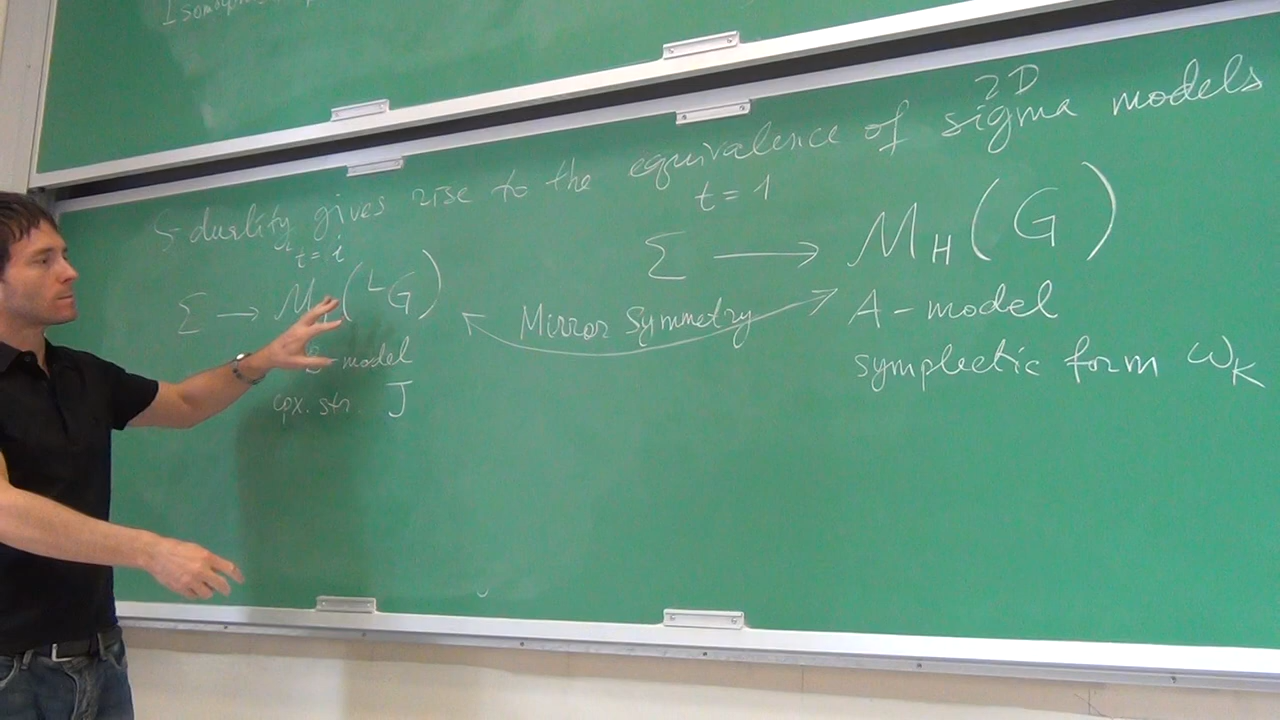 S-duality gives rise to the equivalence of 2D sigma models
t = i
Σ → M_H(ᴸG)
B-model
cpx. str. J
Mirror Symmetry
t = 1
Σ → M_H(G)
A-model
symplectic form ω_K